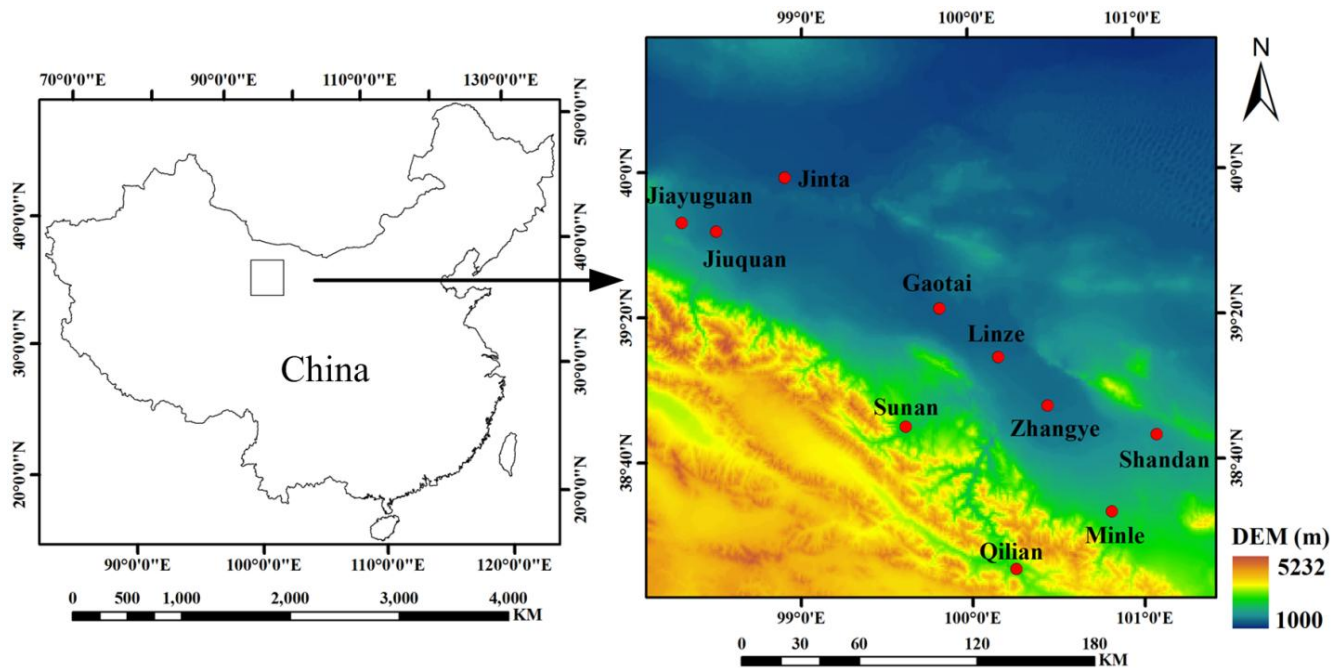 70°0'0"E 90°0'0"E 110°0'0"E 130°0'0"E
50°0'0"N
40°0'0"N
40°0'0"N
30°0'0"N
30°0'0"N
20°0'0"N
20°0'0"N
China
90°0'0"E 100°0'0"E 110°0'0"E 120°0'0"E
0 500 1,000 2,000 3,000 4,000
KM
99°0'E 100°0'E 101°0'E
N
40°0'N
40°0'N
39°20'N
39°20'N
38°40'N
38°40'N
Jinta
Jiayuguan
Jiuquan
Gaotai
Linze
Sunan
Zhangye
Shandan
Minle
Qilian
DEM (m)
5232
1000
99°0'E 100°0'E 101°0'E
0 30 60 120 180
KM